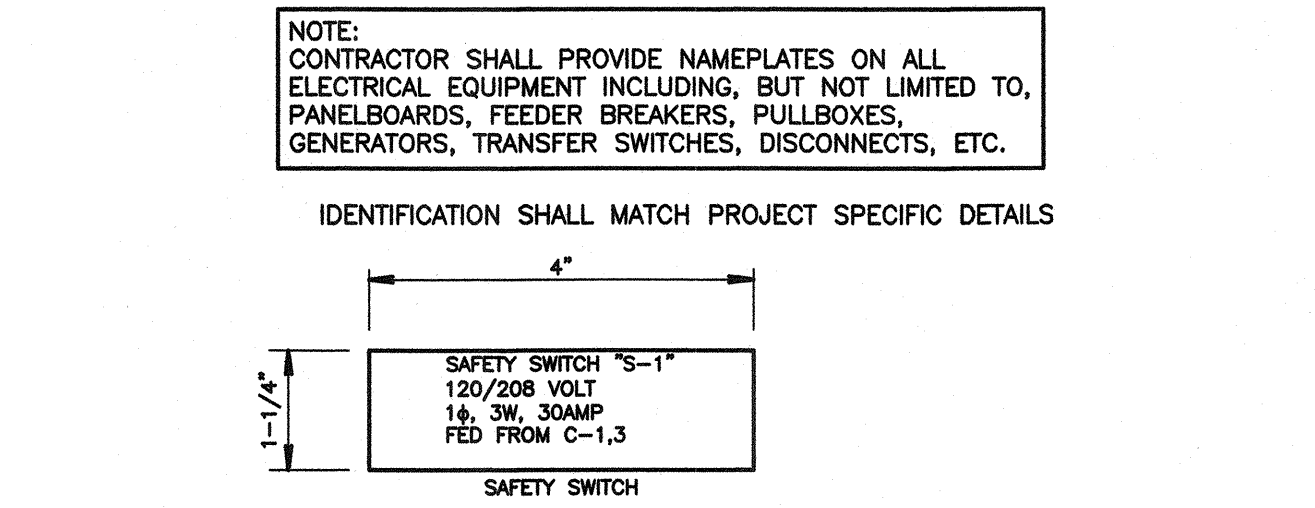 NOTE:
CONTRACTOR SHALL PROVIDE NAMEPLATES ON ALL
ELECTRICAL EQUIPMENT INCLUDING, BUT NOT LIMITED TO,
PANELBOARDS, FEEDER BREAKERS, PULLBOXES,
GENERATORS, TRANSFER SWITCHES, DISCONNECTS, ETC.
IDENTIFICATION SHALL MATCH PROJECT SPECIFIC DETAILS
4"
1-1/4"
SAFETY SWITCH "S-1"
120/208 VOLT
1ϕ, 3W, 30AMP
FED FROM C-1,3
SAFETY SWITCH